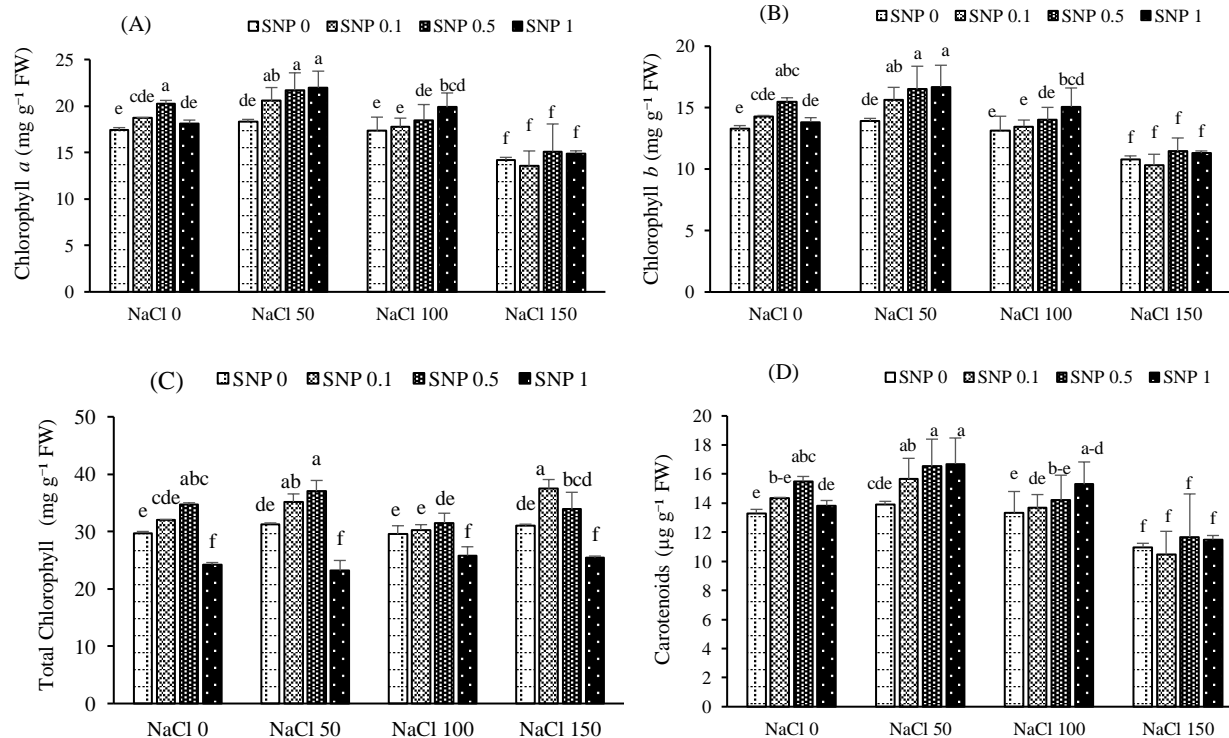 (A)
SNP 0 SNP 0.1 SNP 0.5 SNP 1
Chlorophyll a (mg g⁻¹ FW)
25
20
15
10
5
0
e cde a de
de ab a a
e e de bcd
f f f f
NaCl 0 NaCl 50 NaCl 100 NaCl 150
(B)
SNP 0 SNP 0.1 SNP 0.5 SNP 1
Chlorophyll b (mg g⁻¹ FW)
20
15
10
5
0
e cde abc de
de ab a a
e e de bcd
f f f f
NaCl 0 NaCl 50 NaCl 100 NaCl 150
(C)
SNP 0 SNP 0.1 SNP 0.5 SNP 1
Total Chlorophyl (mg g⁻¹ FW)
50
40
30
20
10
0
e cde abc f
de ab a f
e e de f
de a bcd f
NaCl 0 NaCl 50 NaCl 100 NaCl 150
(D)
SNP 0 SNP 0.1 SNP 0.5 SNP 1
Carotenoids (µg g⁻¹ FW)
20
18
16
14
12
10
8
6
4
2
0
e b-e abc de
cde ab a a
e de b-e a-d
f f f f
NaCl 0 NaCl 50 NaCl 100 NaCl 150